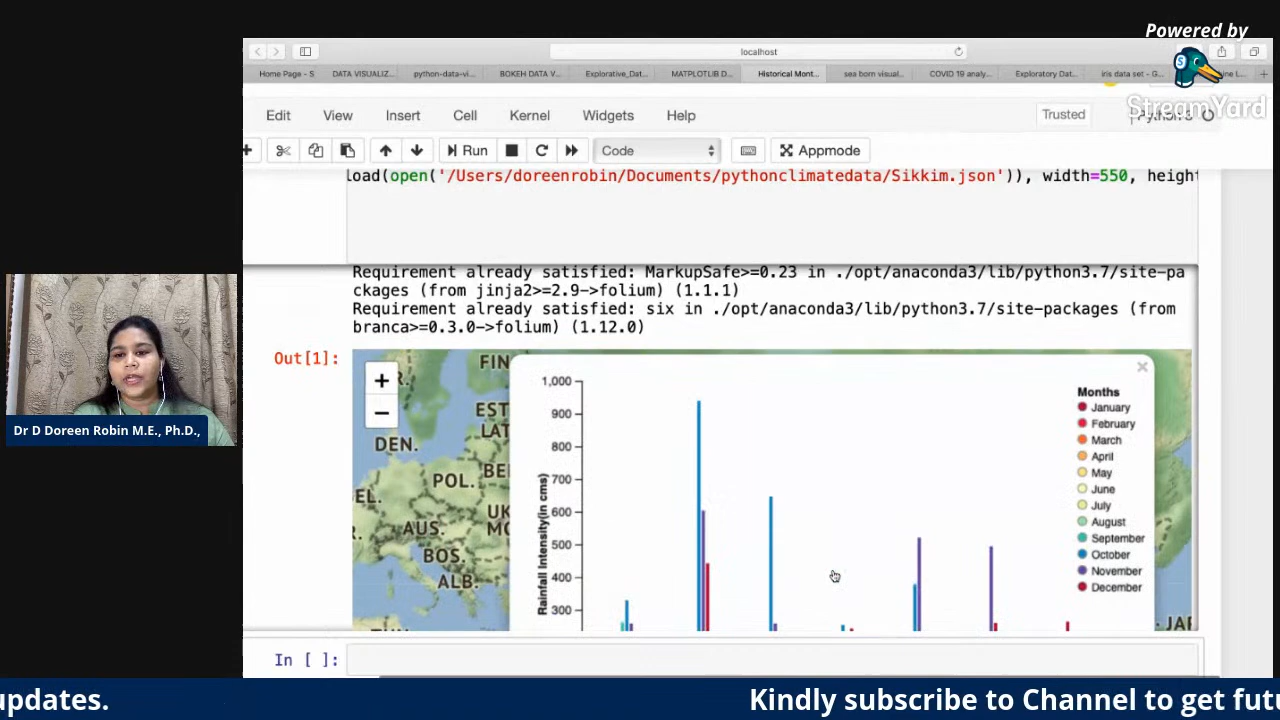 Powered by
StreamYard
localhost
Home Page - S
DATA VISUALIZ...
python-data-vi...
BOKEH DATA V...
Explorative_Dat...
MATPLOTLIB D...
Historical Mont...
sea born visual...
COVID 19 analy...
Exploratory Dat...
iris data set - G...
Edit View Insert Cell Kernel Widgets Help
Trusted
Run
Code
Appmode
load(open('/Users/doreenrobin/Documents/pythonclimatedata/Sikkim.json')), width=550, height
Requirement already satisfied: MarkupSafe>=0.23 in ./opt/anaconda3/lib/python3.7/site-pa
ckages (from jinja2>=2.9->folium) (1.1.1)
Requirement already satisfied: six in ./opt/anaconda3/lib/python3.7/site-packages (from
branca>=0.3.0->folium) (1.12.0)
Out[1]:
+
−
FIN
EST
LAT
DEN.
POL.
BE
EL.
UK
MO
AUS.
BOS.
ALB.
JAP
Rainfall Intensity(in cms)
1,000
900
800
700
600
500
400
300
Months
January
February
March
April
May
June
July
August
September
October
November
December
In [ ]:
Dr D Doreen Robin M.E., Ph.D.,
updates.
Kindly subscribe to Channel to get futu